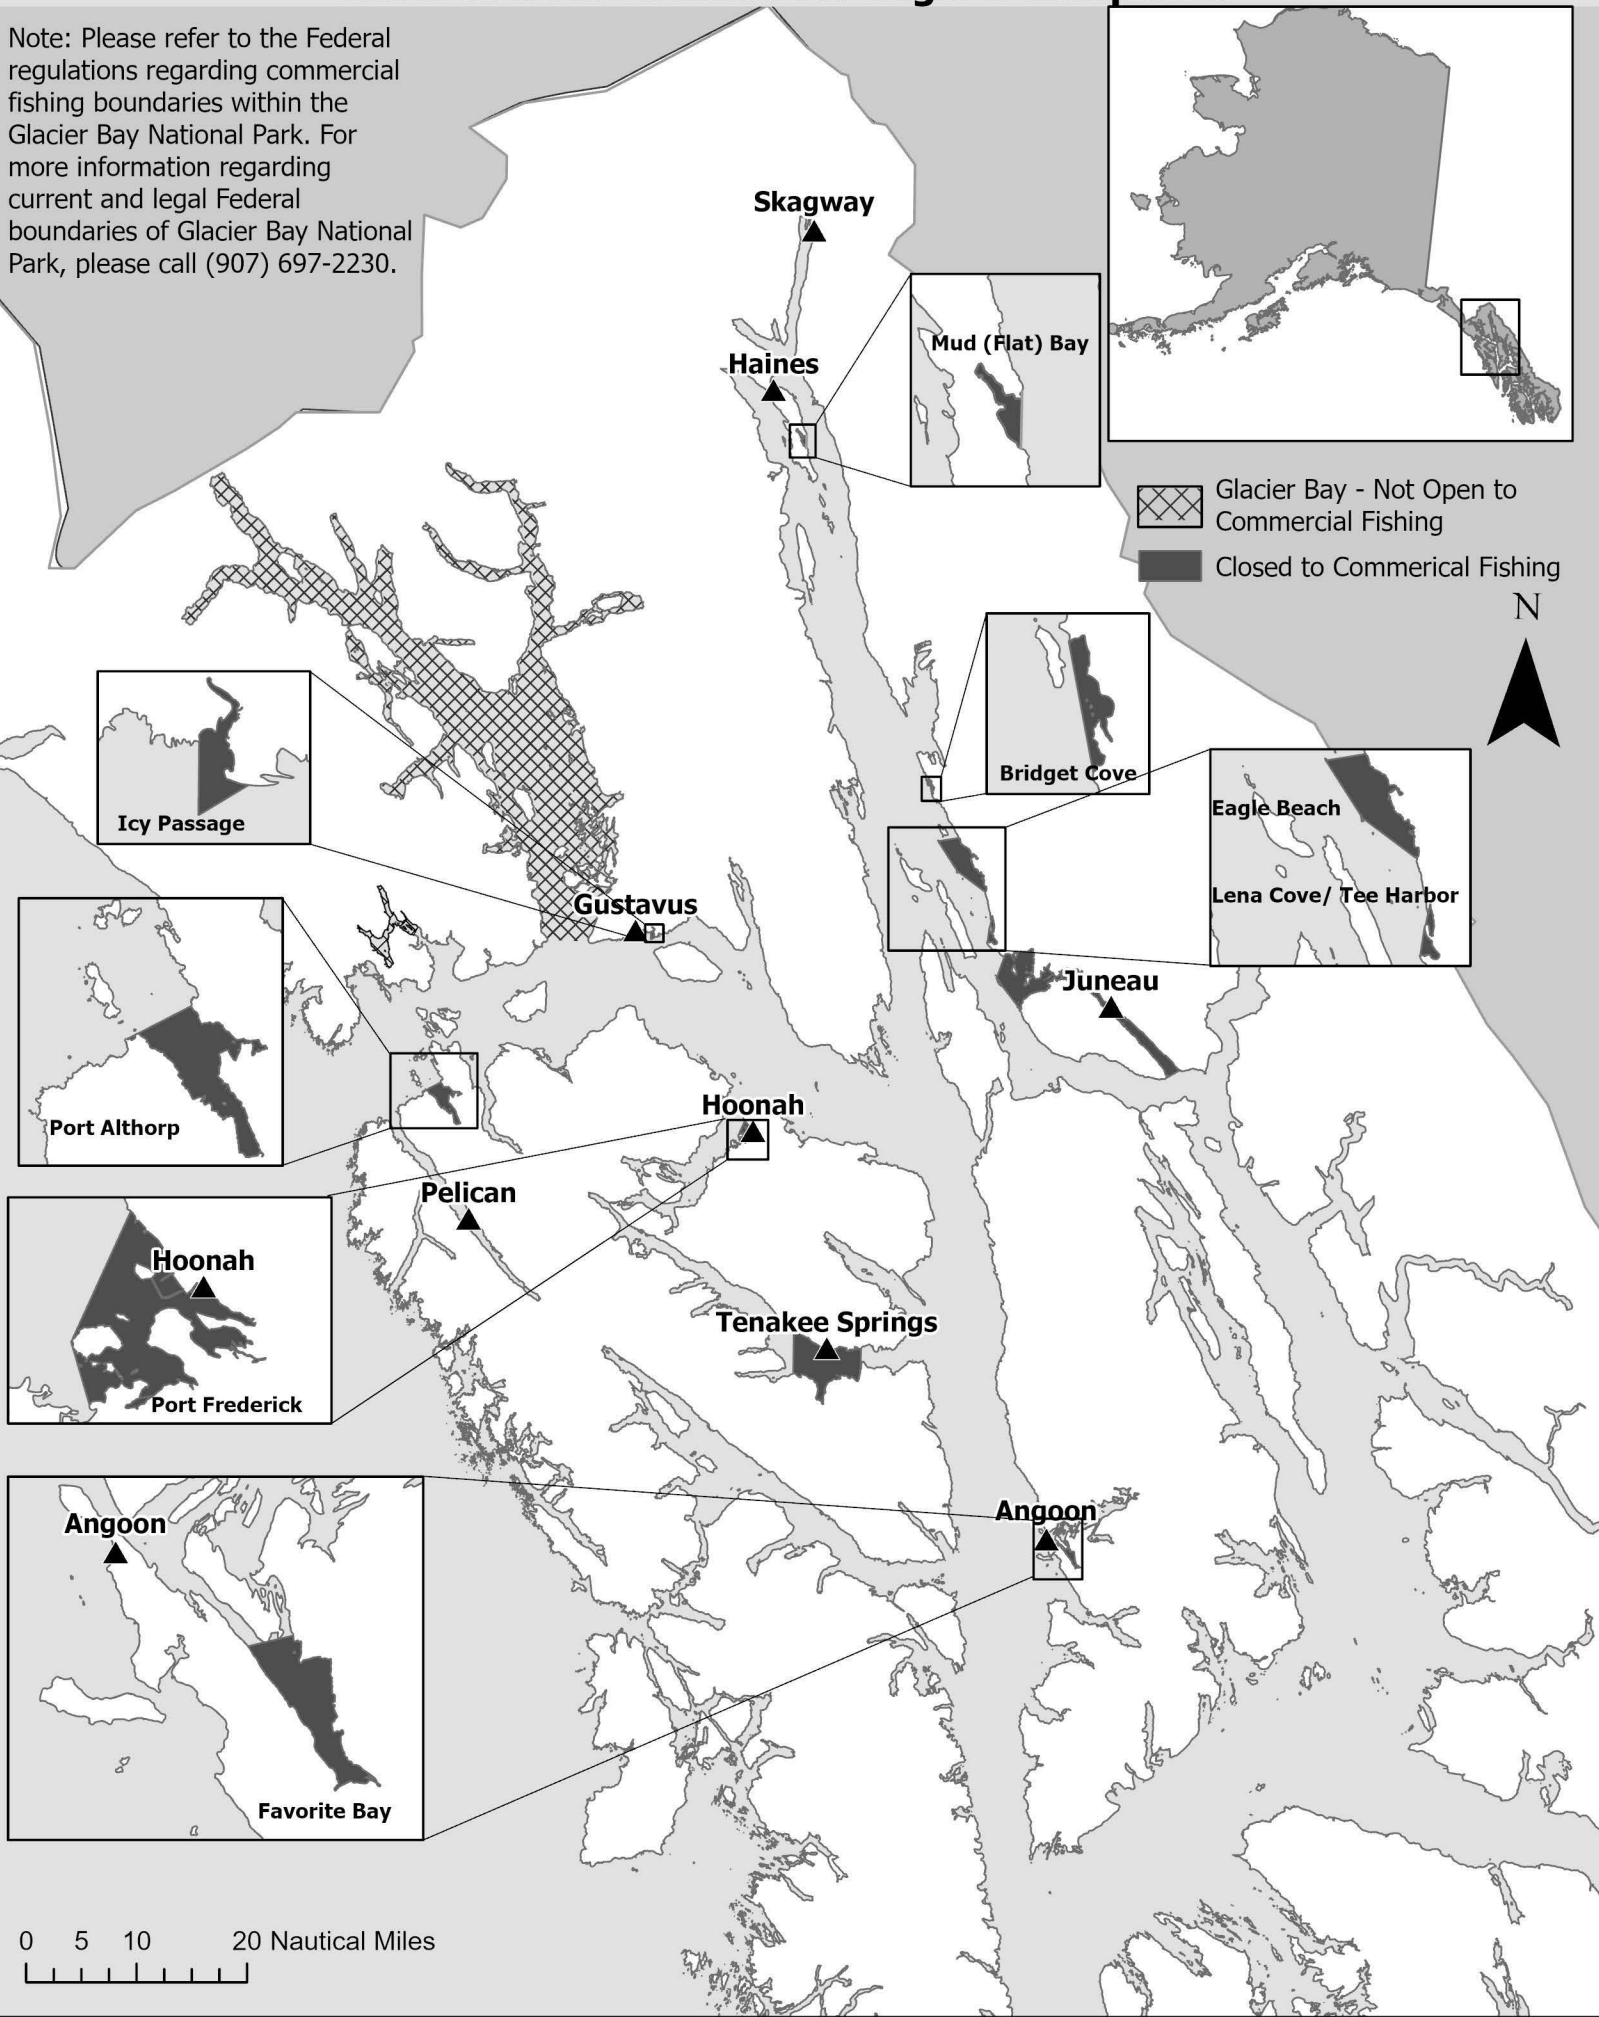 Note: Please refer to the Federal
regulations regarding commercial
fishing boundaries within the
Glacier Bay National Park. For
more information regarding
current and legal Federal
boundaries of Glacier Bay National
Park, please call (907) 697-2230.
Skagway
Mud (Flat) Bay
Haines
Glacier Bay - Not Open to
Commercial Fishing
Closed to Commerical Fishing
N
Bridget Cove
Icy Passage
Eagle Beach
Lena Cove/ Tee Harbor
Gustavus
Juneau
Port Althorp
Hoonah
Pelican
Hoonah
Port Frederick
Tenakee Springs
Angoon
Angoon
Favorite Bay
0 5 10 20 Nautical Miles